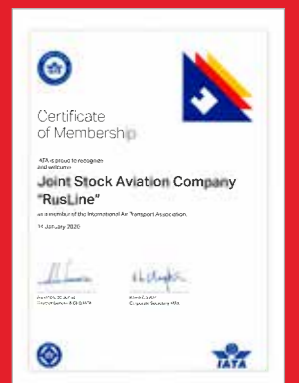 Certificate
of Membership
IATA is proud to recognize
and welcome
Joint Stock Aviation Company
"RusLine"
as a member of the International Air Transport Association.
January 2020
IATA